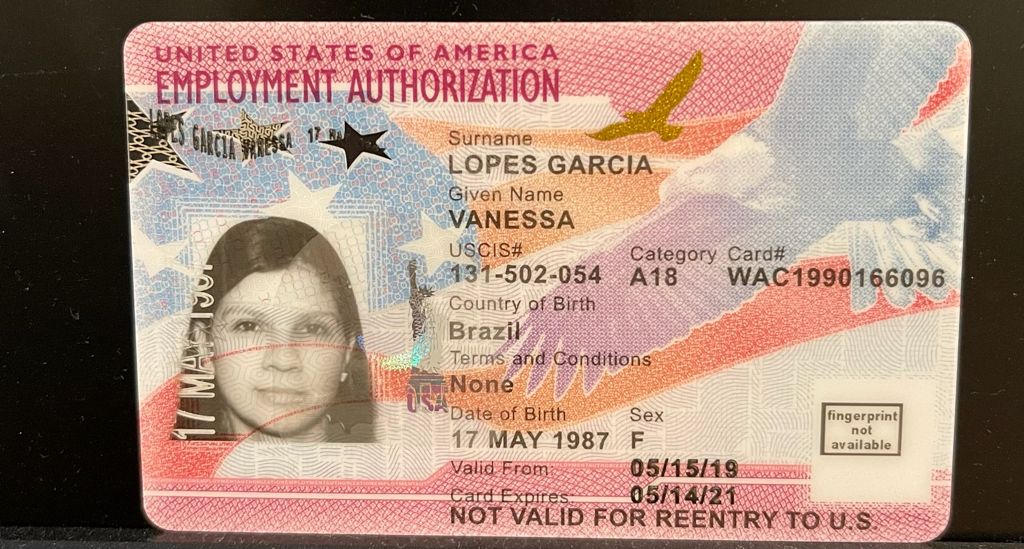 UNITED STATES OF AMERICA
EMPLOYMENT AUTHORIZATION
LOPES GARCIA VANESSA 17 MA
Surname
LOPES GARCIA
Given Name
VANESSA
USCIS# Category Card#
131-502-054 A18 WAC1990166096
Country of Birth
Brazil
Terms and Conditions
None
USA
Date of Birth Sex
17 MAY 1987 F
17 MAY 1987
fingerprint
not
available
Valid From: 05/15/19
Card Expires: 05/14/21
NOT VALID FOR REENTRY TO U.S.